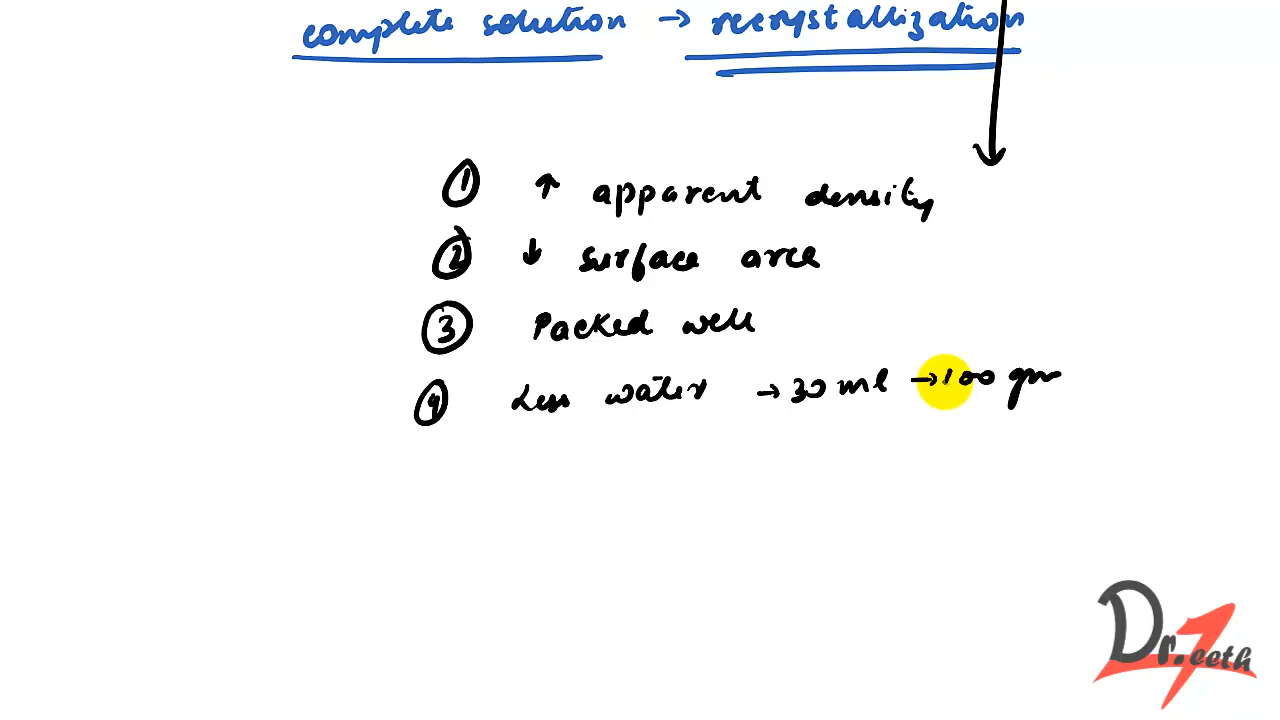 complete solution → recrystallization
① ↑ apparent density
② ↓ surface area
③ Packed well
④ Less water → 30 ml → 100 gm
Dr.eeth